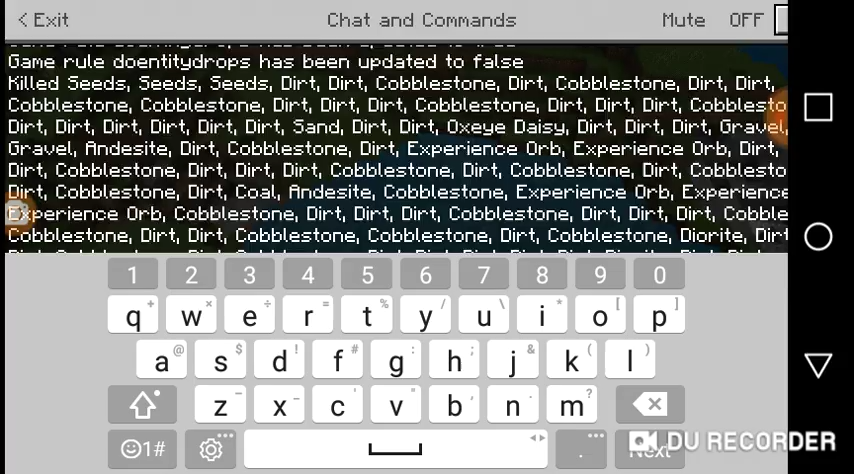 < Exit Chat and Commands Mute OFF
Game rule doentitydrops has been updated to false
Killed Seeds, Seeds, Seeds, Dirt, Dirt, Cobblestone, Dirt, Cobblestone, Dirt, Dirt,
Cobblestone, Cobblestone, Dirt, Dirt, Dirt, Cobblestone, Dirt, Dirt, Dirt, Cobblesto
Dirt, Dirt, Dirt, Dirt, Dirt, Dirt, Sand, Dirt, Dirt, Oxeye Daisy, Dirt, Dirt, Dirt, Gravel,
Gravel, Andesite, Dirt, Cobblestone, Dirt, Experience Orb, Experience Orb, Dirt,
Dirt, Cobblestone, Dirt, Dirt, Dirt, Cobblestone, Dirt, Cobblestone, Dirt, Cobblesto
Dirt, Cobblestone, Dirt, Coal, Andesite, Cobblestone, Experience Orb, Experience
Experience Orb, Cobblestone, Dirt, Dirt, Dirt, Cobblestone, Dirt, Dirt, Dirt, Cobble
Cobblestone, Dirt, Dirt, Cobblestone, Cobblestone, Dirt, Cobblestone, Diorite, Dirt
1 2 3 4 5 6 7 8 9 0
q w e r t y u i o p
a s d f g h j k l
z x c v b n m
☺1# . Next
DU RECORDER